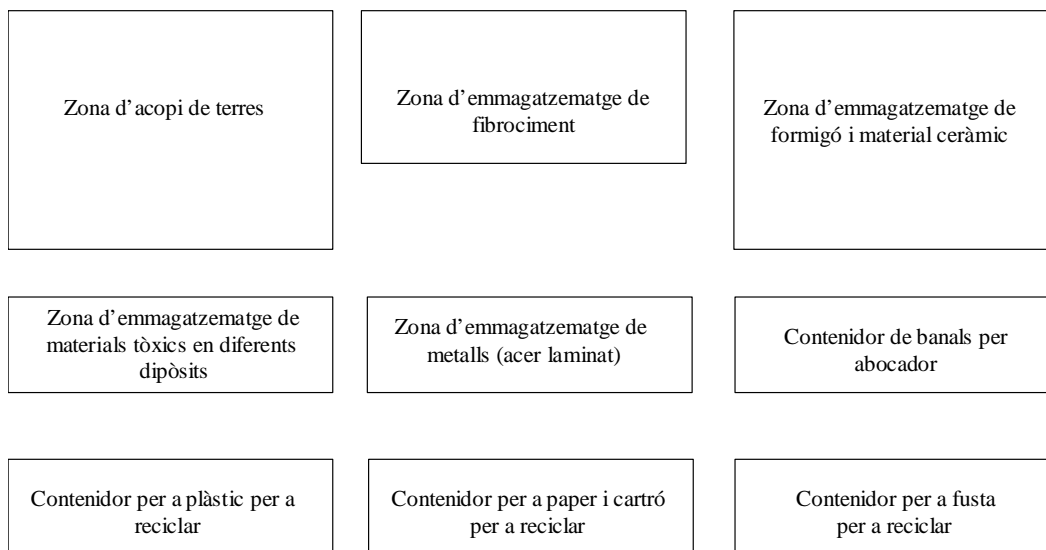 Zona d’acopi de terres
Zona d’emmagatzematge de
fibrociment
Zona d’emmagatzematge de
formigó i material ceràmic
Zona d’emmagatzematge de
materials tòxics en diferents
dipòsits
Zona d’emmagatzematge de
metalls (acer laminat)
Contenidor de banals per
abocador
Contenidor per a plàstic per a
reciclar
Contenidor per a paper i cartró
per a reciclar
Contenidor per a fusta
per a reciclar